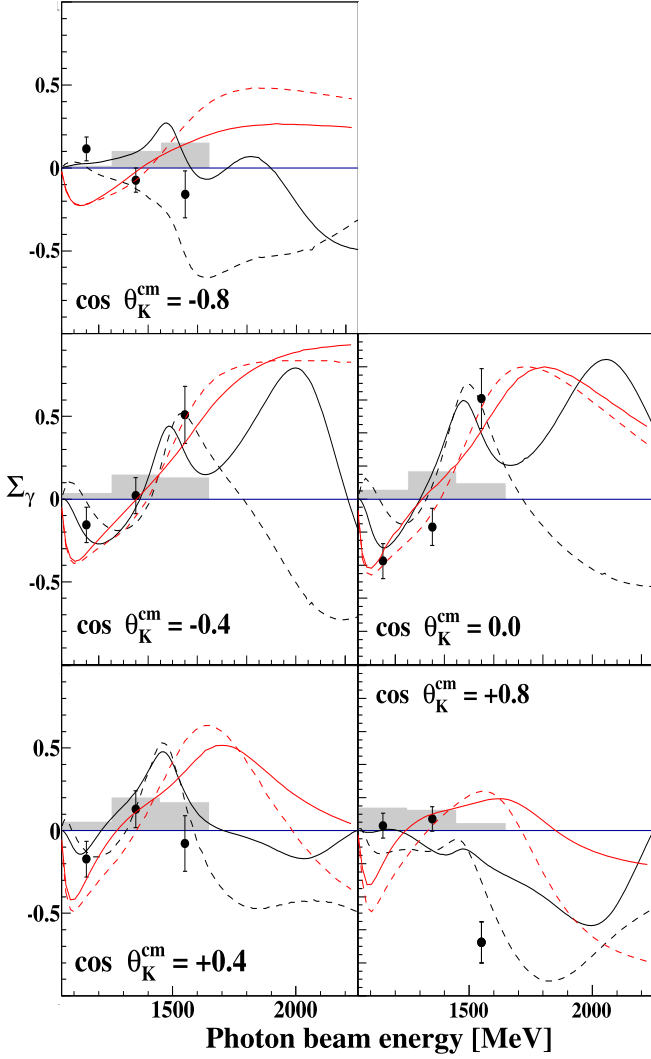 0.5
0
-0.5
cos θ_K^cm = -0.8
0.5
0
-0.5
Σ_γ
cos θ_K^cm = -0.4
cos θ_K^cm = 0.0
0.5
0
-0.5
cos θ_K^cm = +0.4
cos θ_K^cm = +0.8
1500 2000 1500 2000
Photon beam energy [MeV]